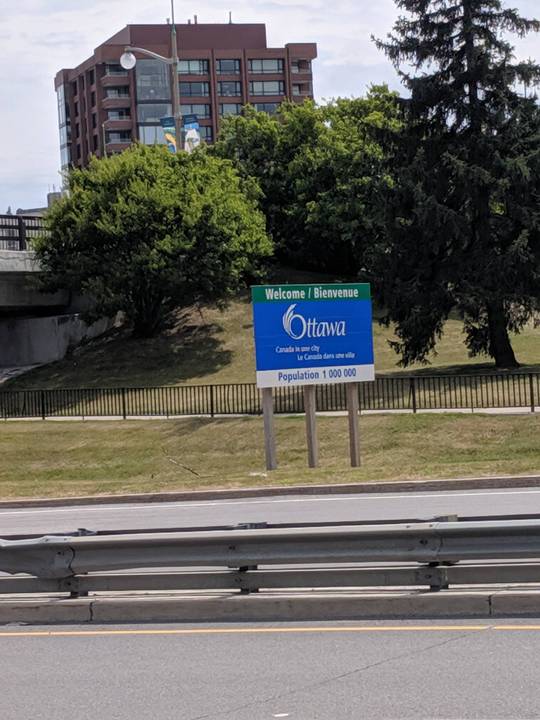 Welcome / Bienvenue
Ottawa
Canada in one city
Le Canada dans une ville
Population 1 000 000